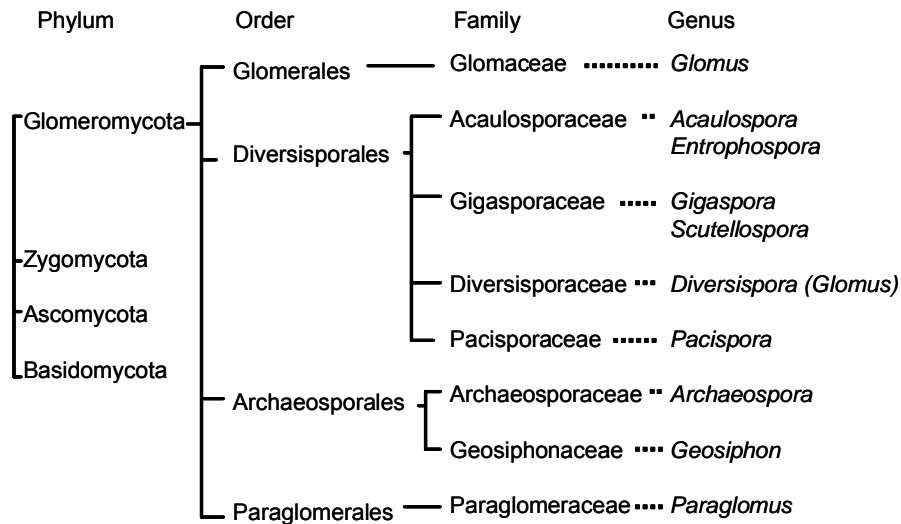 Phylum Order Family Genus
Glomerales Glomaceae Glomus
Glomeromycota Acaulosporaceae Acaulospora
Entrophospora
Diversisporales
Gigasporaceae Gigaspora
Scutellospora
Zygomycota
Diversisporaceae Diversispora (Glomus)
Ascomycota
Pacisporaceae Pacispora
Basidomycota
Archaeosporaceae Archaeospora
Archaeosporales
Geosiphonaceae Geosiphon
Paraglomerales Paraglomeraceae Paraglomus